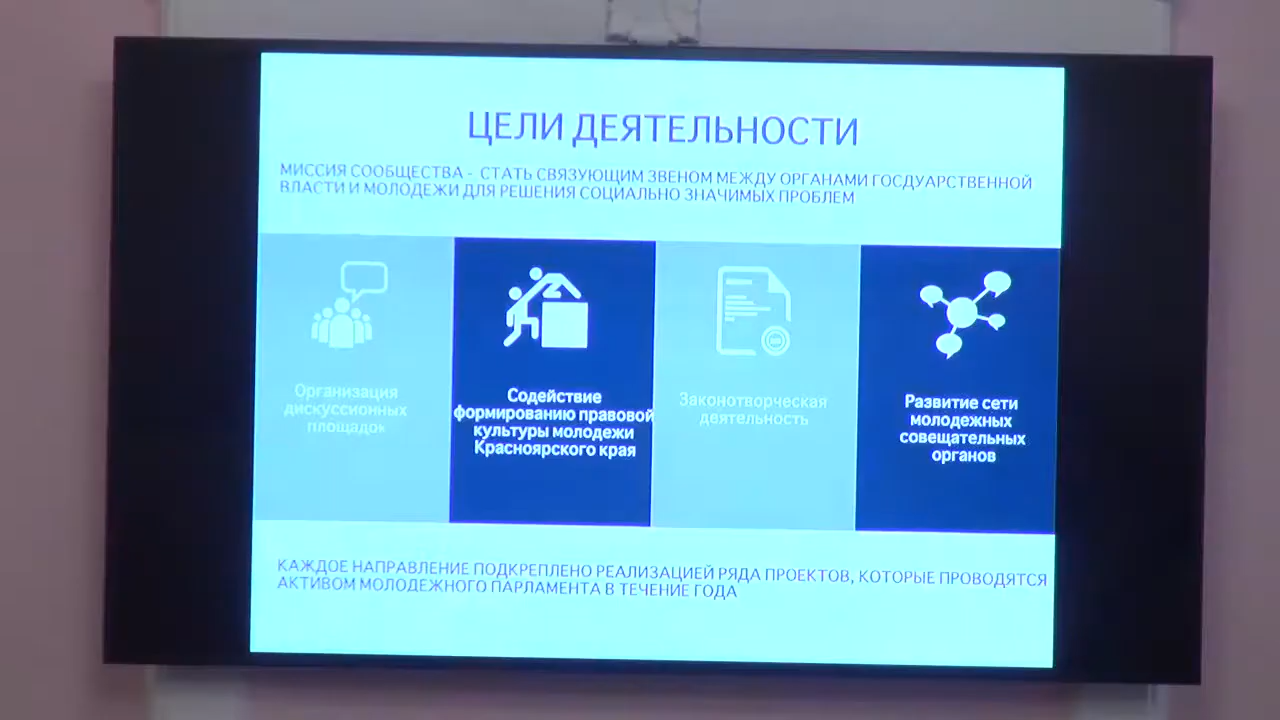 ЦЕЛИ ДЕЯТЕЛЬНОСТИ
МИССИЯ СООБЩЕСТВА - СТАТЬ СВЯЗУЮЩИМ ЗВЕНОМ МЕЖДУ ОРГАНАМИ ГОСДУАРСТВЕННОЙ
ВЛАСТИ И МОЛОДЕЖИ ДЛЯ РЕШЕНИЯ СОЦИАЛЬНО ЗНАЧИМЫХ ПРОБЛЕМ
Организация
дискуссионных
площадок
Содействие
формированию правовой
культуры молодежи
Красноярского края
Законотворческая
деятельность
Развитие сети
молодежных
совещательных
органов
КАЖДОЕ НАПРАВЛЕНИЕ ПОДКРЕПЛЕНО РЕАЛИЗАЦИЕЙ РЯДА ПРОЕКТОВ, КОТОРЫЕ ПРОВОДЯТСЯ
АКТИВОМ МОЛОДЕЖНОГО ПАРЛАМЕНТА В ТЕЧЕНИЕ ГОДА